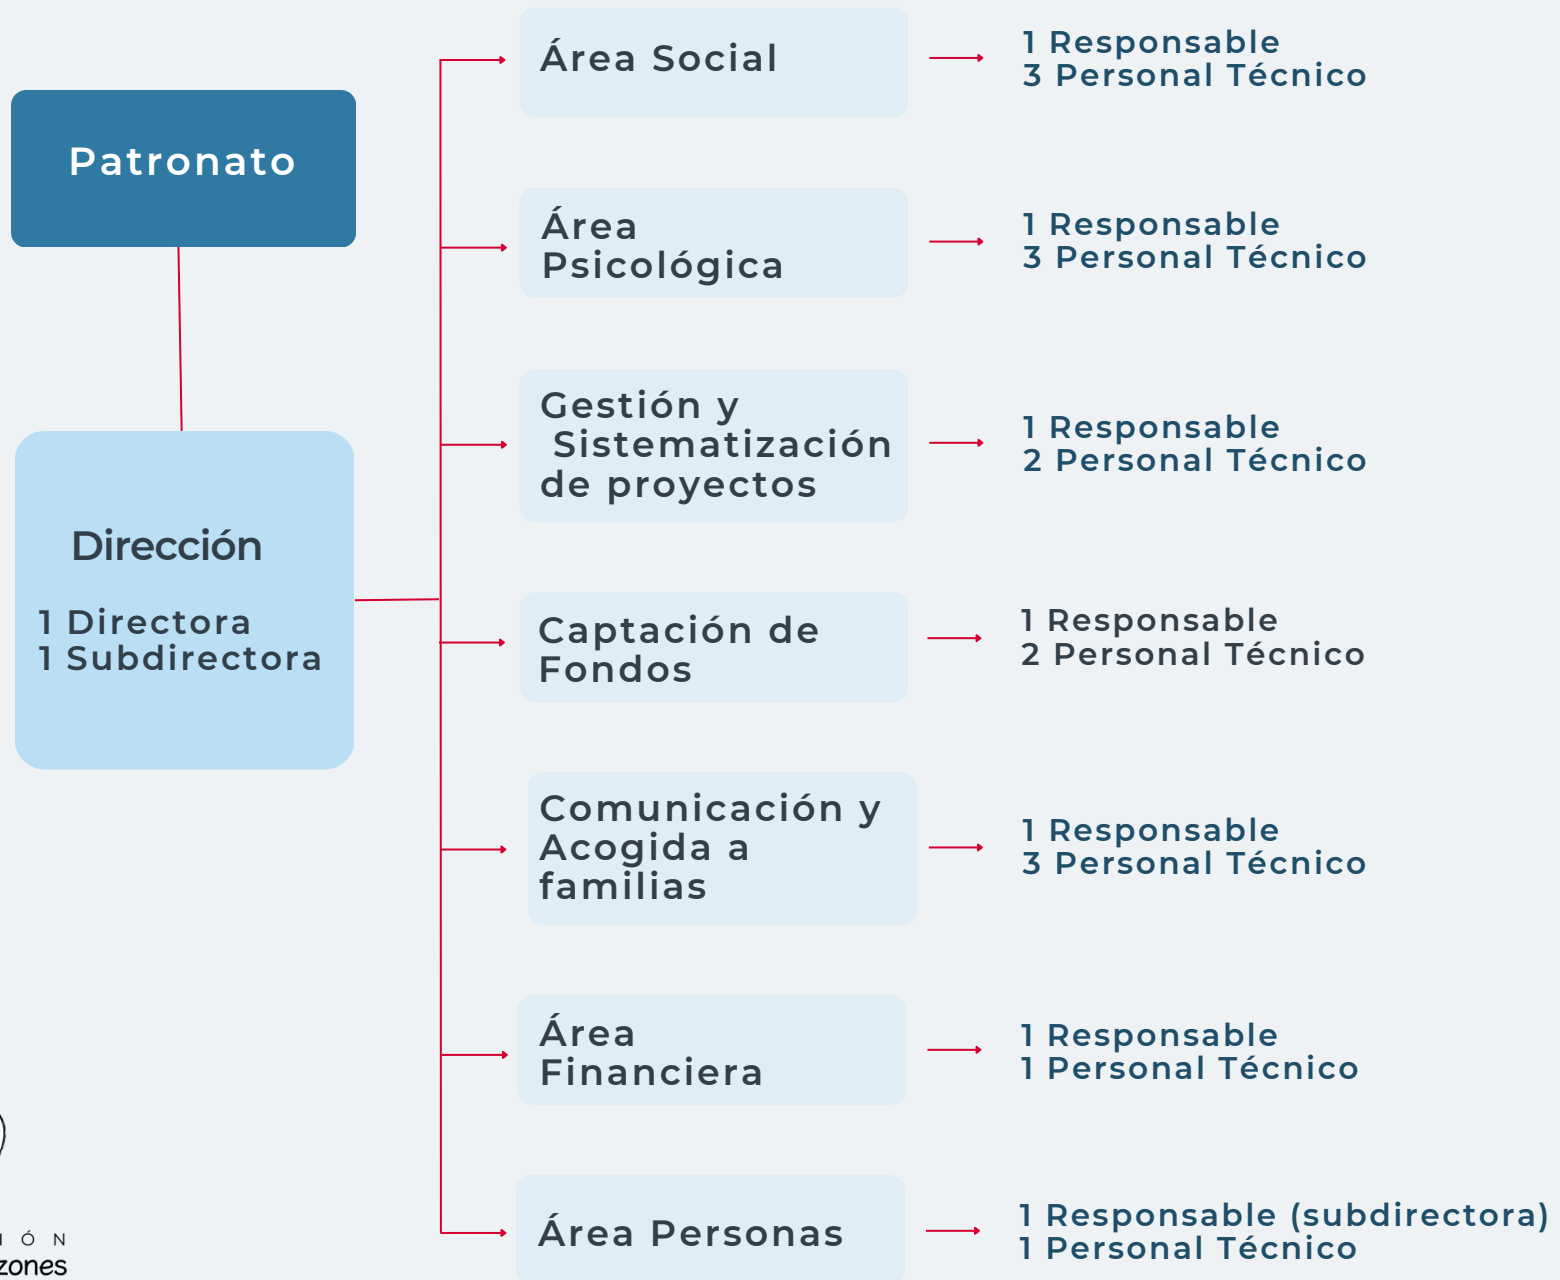 Patronato
Dirección
1 Directora
1 Subdirectora
Área Social
1 Responsable
3 Personal Técnico
Área
Psicológica
1 Responsable
3 Personal Técnico
Gestión y
Sistematización
de proyectos
1 Responsable
2 Personal Técnico
Captación de
Fondos
1 Responsable
2 Personal Técnico
Comunicación y
Acogida a
familias
1 Responsable
3 Personal Técnico
Área
Financiera
1 Responsable
1 Personal Técnico
Área Personas
1 Responsable (subdirectora)
1 Personal Técnico